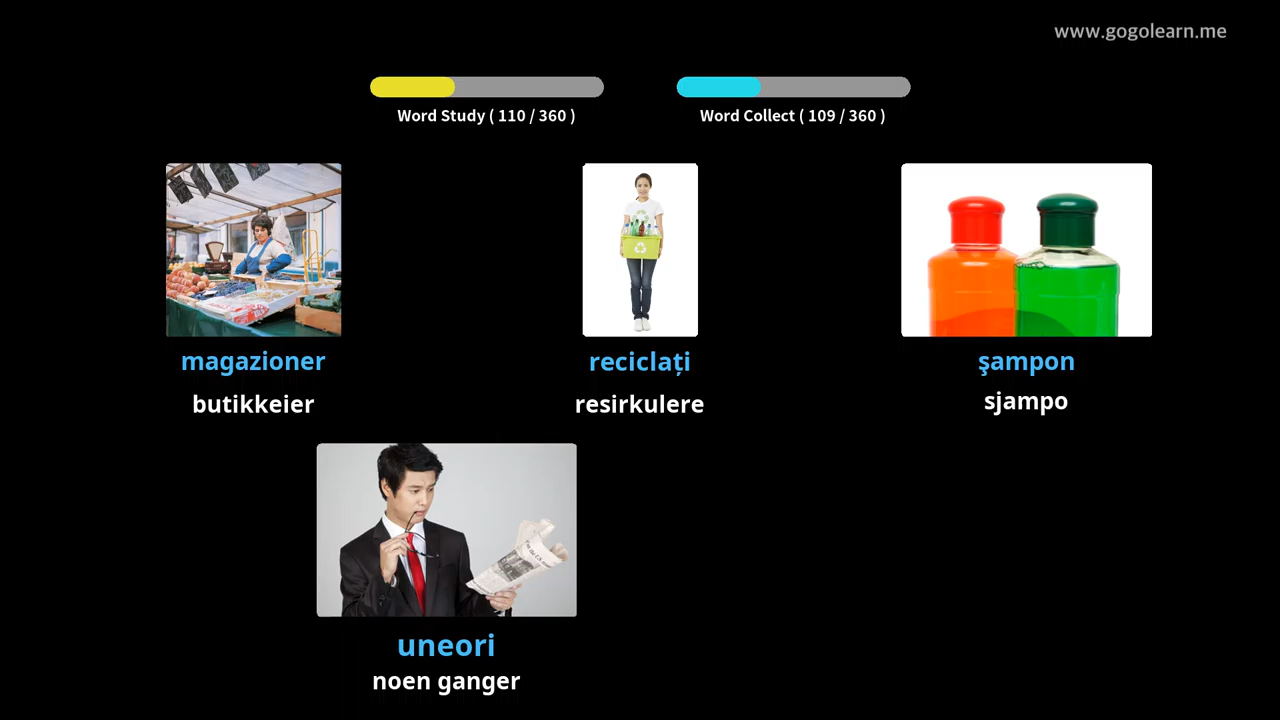 www.gogolearn.me
Word Study ( 110 / 360 )
Word Collect ( 109 / 360 )
magazioner
butikkeier
reciclați
resirkulere
şampon
sjampo
uneori
noen ganger